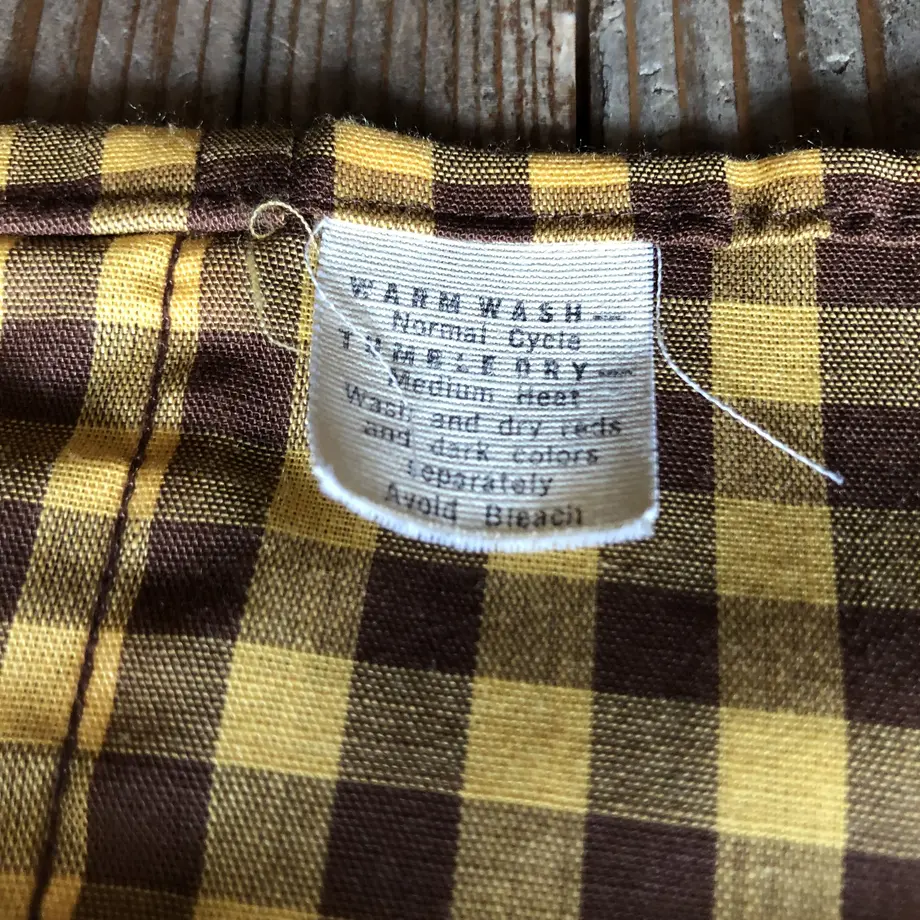 WARM WASH—
Normal Cycle
TUMBLE DRY—
Medium Heat
Wash and dry reds
and dark colors
separately
Avoid Bleach